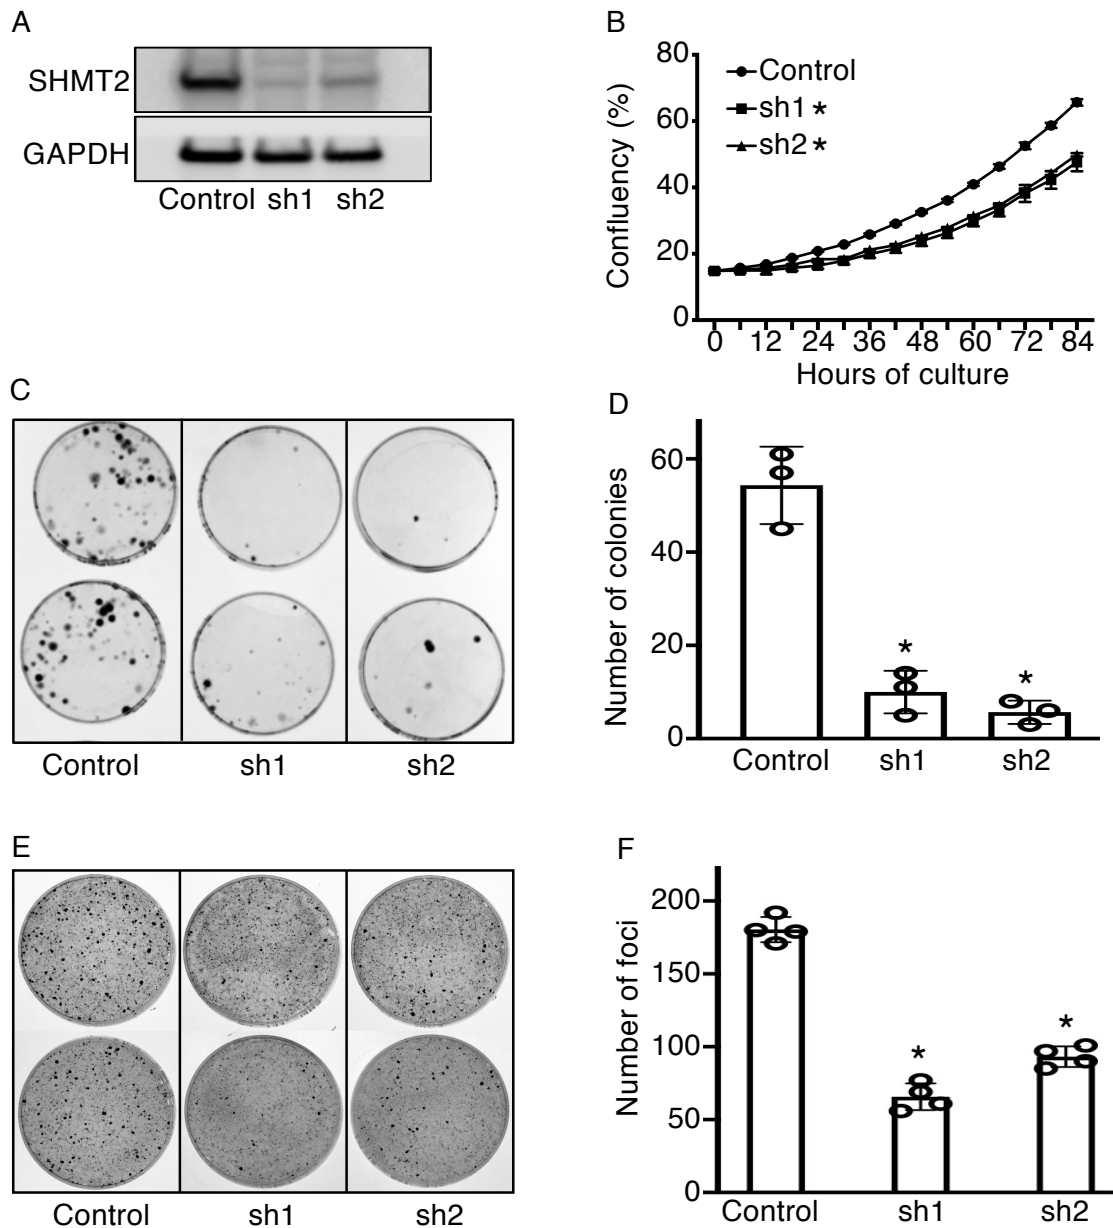 A
SHMT2
GAPDH
Control sh1 sh2
B
80
60
40
20
0
Confluency (%)
Control
sh1 *
sh2 *
0 12 24 36 48 60 72 84
Hours of culture
C
Control sh1 sh2
D
60
40
20
0
Number of colonies
*
*
Control sh1 sh2
E
Control sh1 sh2
F
200
150
100
50
0
Number of foci
*
*
Control sh1 sh2